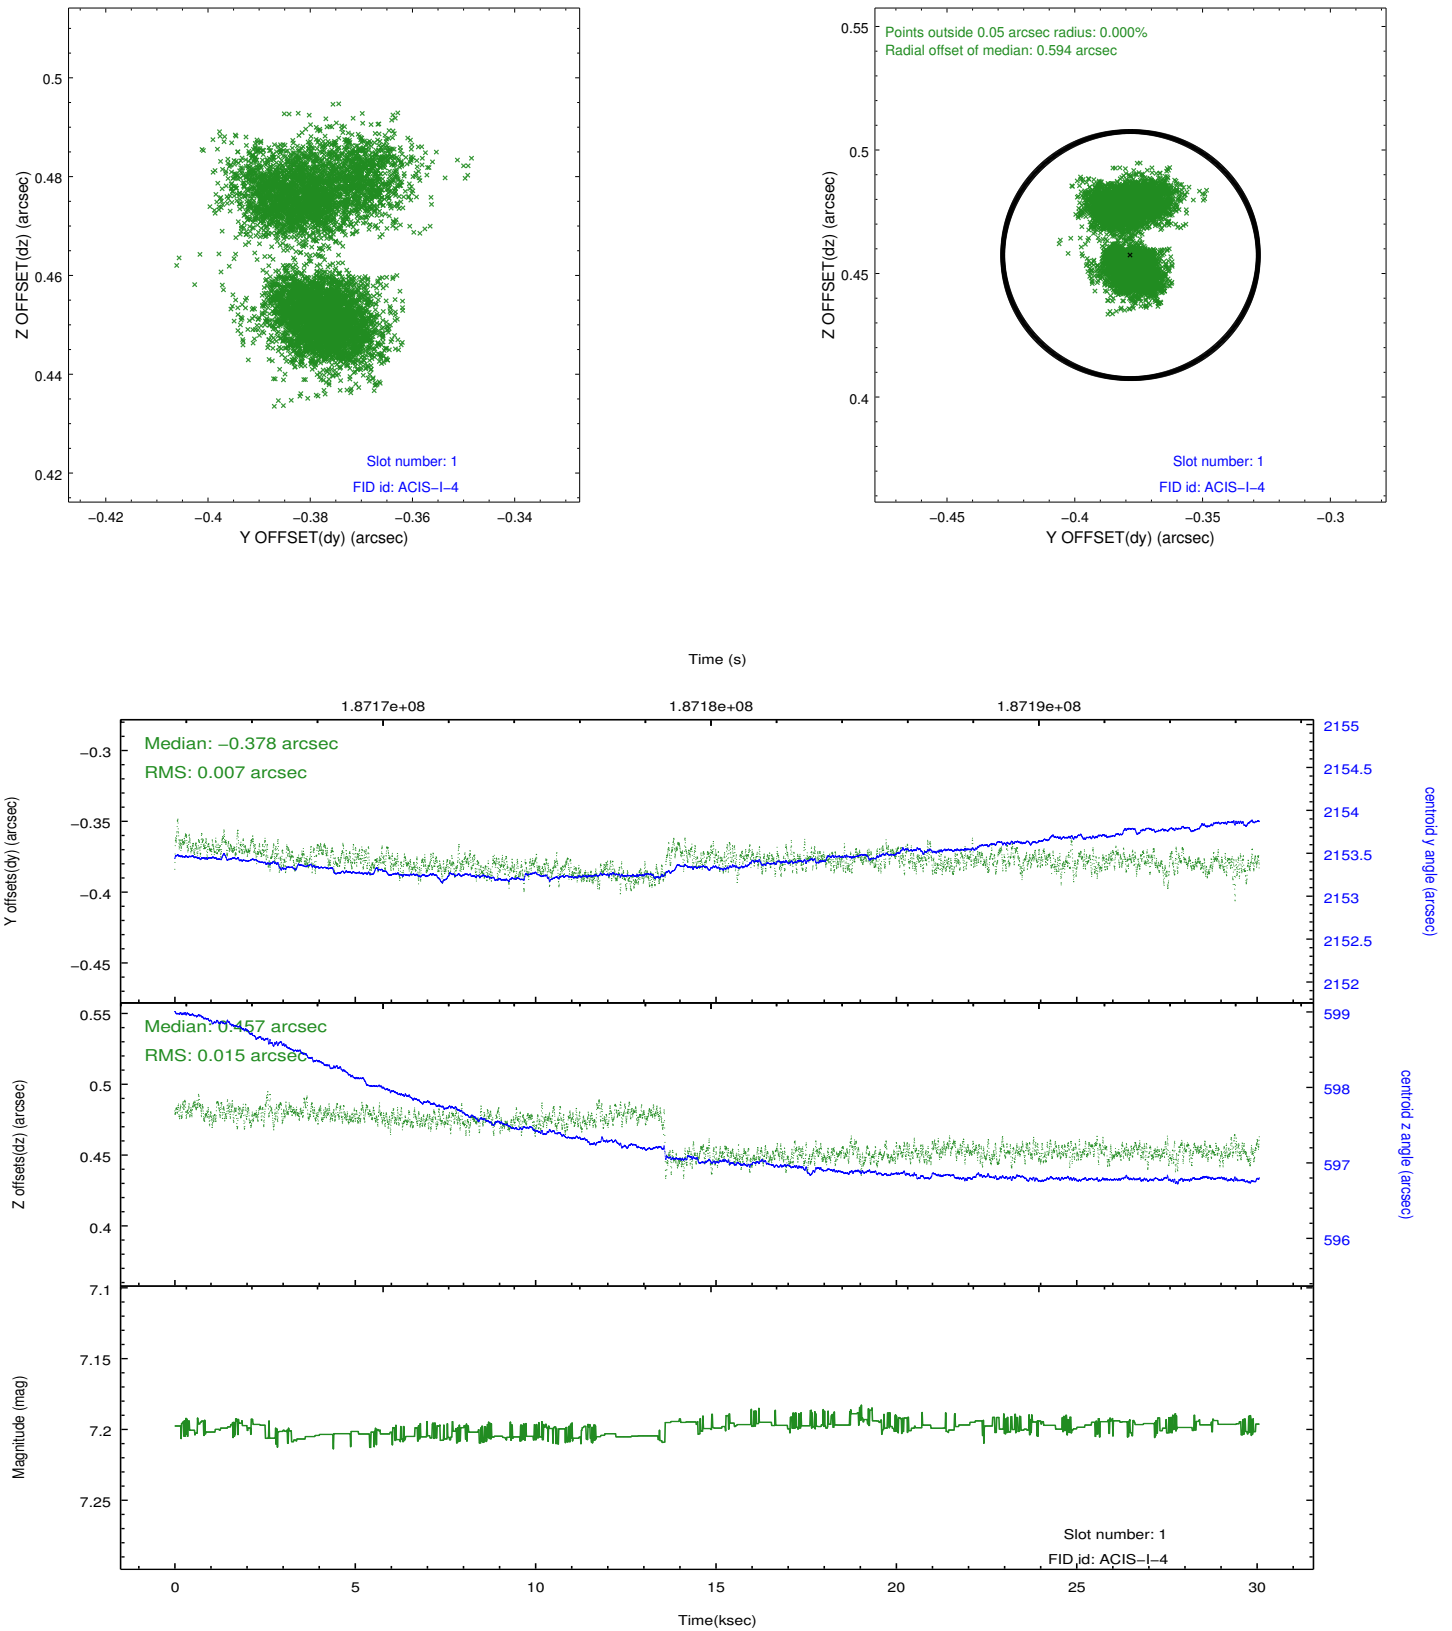 0.5
0.48
0.46
0.44
0.42
Z OFFSET(dz) (arcsec)
Slot number: 1
FID id: ACIS−I−4
−0.42
−0.4
−0.38
−0.36
−0.34
Y OFFSET(dy) (arcsec)
Points outside 0.05 arcsec radius: 0.000%
Radial offset of median: 0.594 arcsec
0.55
0.5
0.45
0.4
Z OFFSET(dz) (arcsec)
Slot number: 1
FID id: ACIS−I−4
−0.45
−0.4
−0.35
−0.3
Y OFFSET(dy) (arcsec)
Time (s)
1.8717e+08
1.8718e+08
1.8719e+08
Median: −0.378 arcsec
RMS: 0.007 arcsec
−0.3
−0.35
−0.4
−0.45
Y offsets(dy) (arcsec)
2155
2154.5
2154
2153.5
2153
2152.5
2152
centroid y angle (arcsec)
Median: 0.457 arcsec
RMS: 0.015 arcsec
0.55
0.5
0.45
0.4
Z offsets(dz) (arcsec)
599
598
597
596
centroid z angle (arcsec)
7.1
7.15
7.2
7.25
Magnitude (mag)
Slot number: 1
FID id: ACIS−I−4
0
5
10
15
20
25
30
Time(ksec)